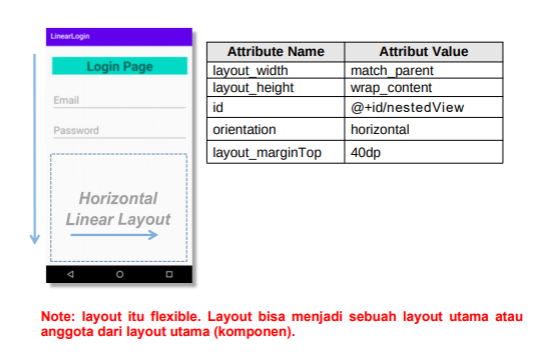 LinearLogin
Login Page
Email
Password
Horizontal
Linear Layout
Attribute Name Attribut Value
layout_width match_parent
layout_height wrap_content
id @+id/nestedView
orientation horizontal
layout_marginTop 40dp
Note: layout itu flexible. Layout bisa menjadi sebuah layout utama atau
anggota dari layout utama (komponen).